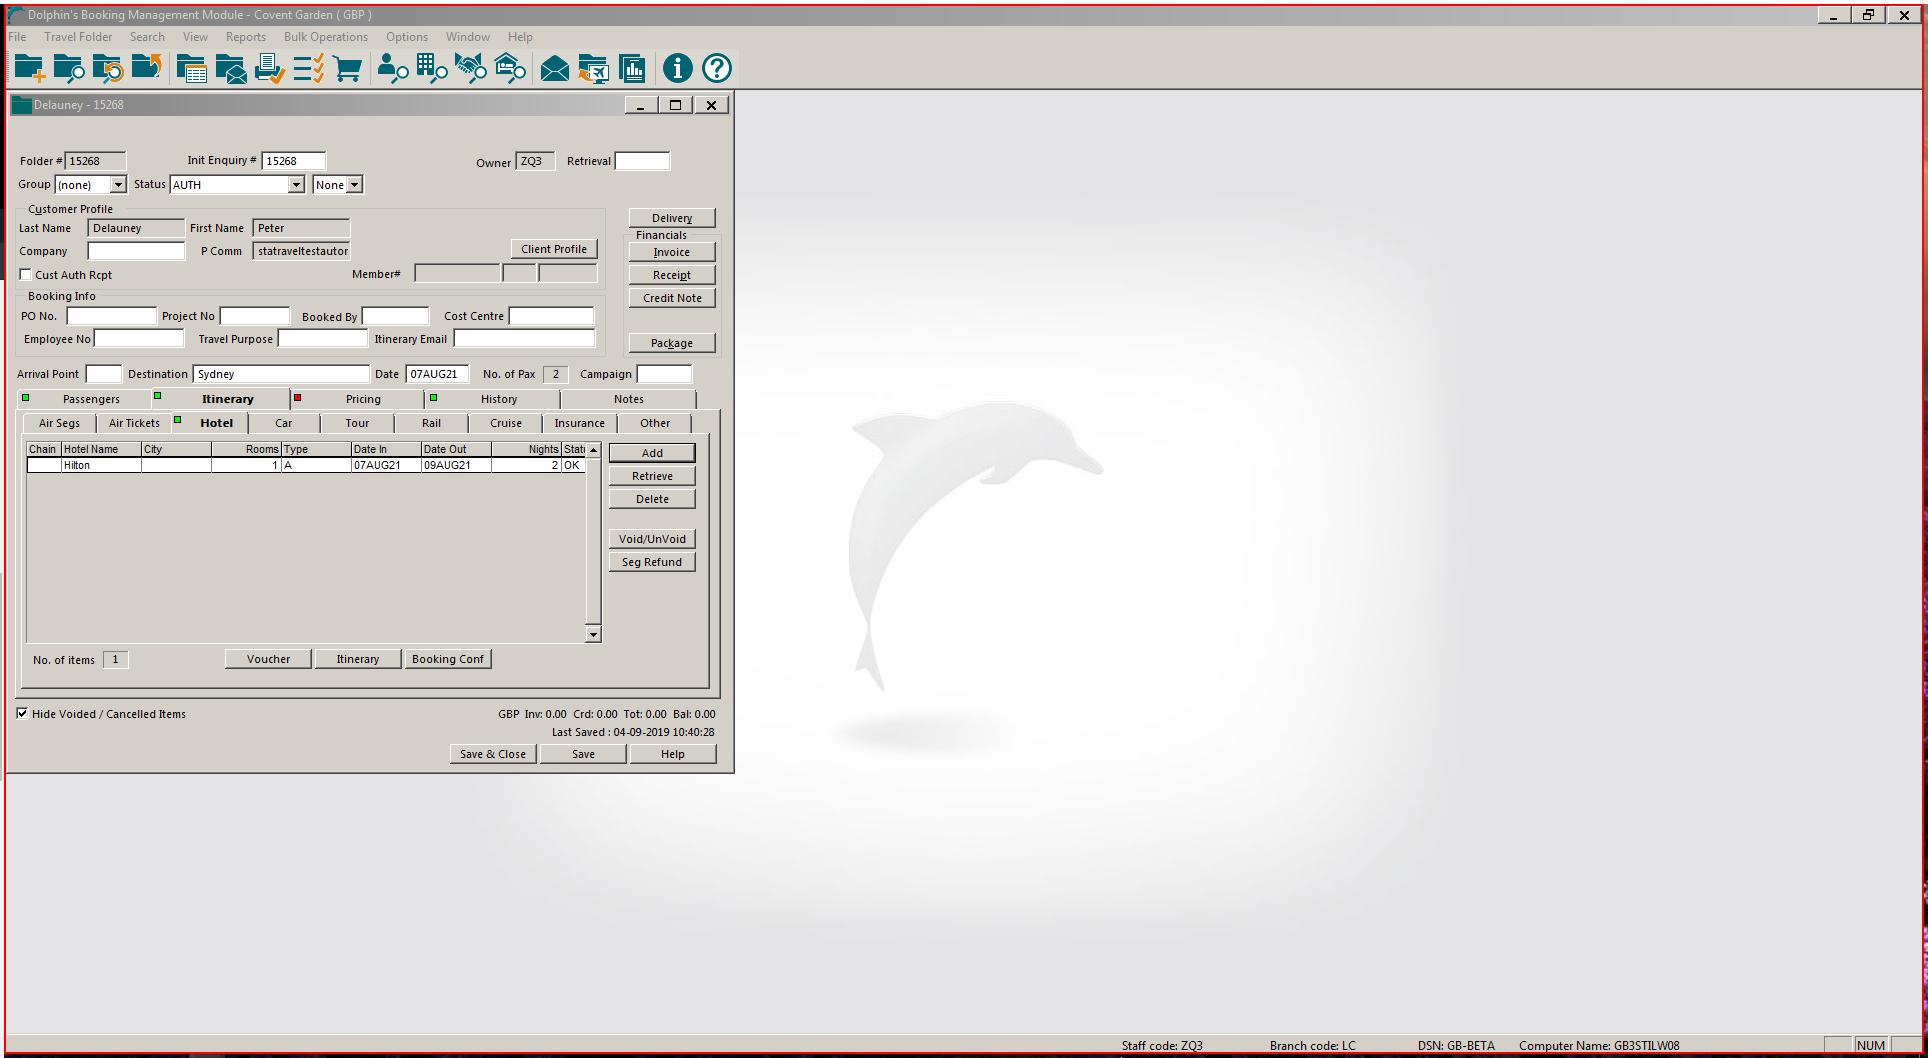 Dolphin's Booking Management Module - Covent Garden ( GBP )
File Travel Folder Search View Reports Bulk Operations Options Window Help
Delauney - 15268
Folder # 15268 Init Enquiry # 15268 Owner ZQ3 Retrieval
Group (none) Status AUTH None
Customer Profile
Last Name Delauney First Name Peter
Company P Comm statraveltestautor Client Profile
Cust Auth Rcpt Member#
Delivery
Financials
Invoice
Receipt
Credit Note
Package
Booking Info
PO No. Project No Booked By Cost Centre
Employee No Travel Purpose Itinerary Email
Arrival Point Destination Sydney Date 07AUG21 No. of Pax 2 Campaign
Passengers Itinerary Pricing History Notes
Air Segs Air Tickets Hotel Car Tour Rail Cruise Insurance Other
Chain Hotel Name City Rooms Type Date In Date Out Nights Statu
Hilton 1 A 07AUG21 09AUG21 2 OK
Add
Retrieve
Delete
Void/UnVoid
Seg Refund
No. of items 1 Voucher Itinerary Booking Conf
Hide Voided / Cancelled Items GBP Inv: 0.00 Crd: 0.00 Tot: 0.00 Bal: 0.00
Last Saved : 04-09-2019 10:40:28
Save & Close Save Help
Staff code: ZQ3 Branch code: LC DSN: GB-BETA Computer Name: GB3STILW08 NUM